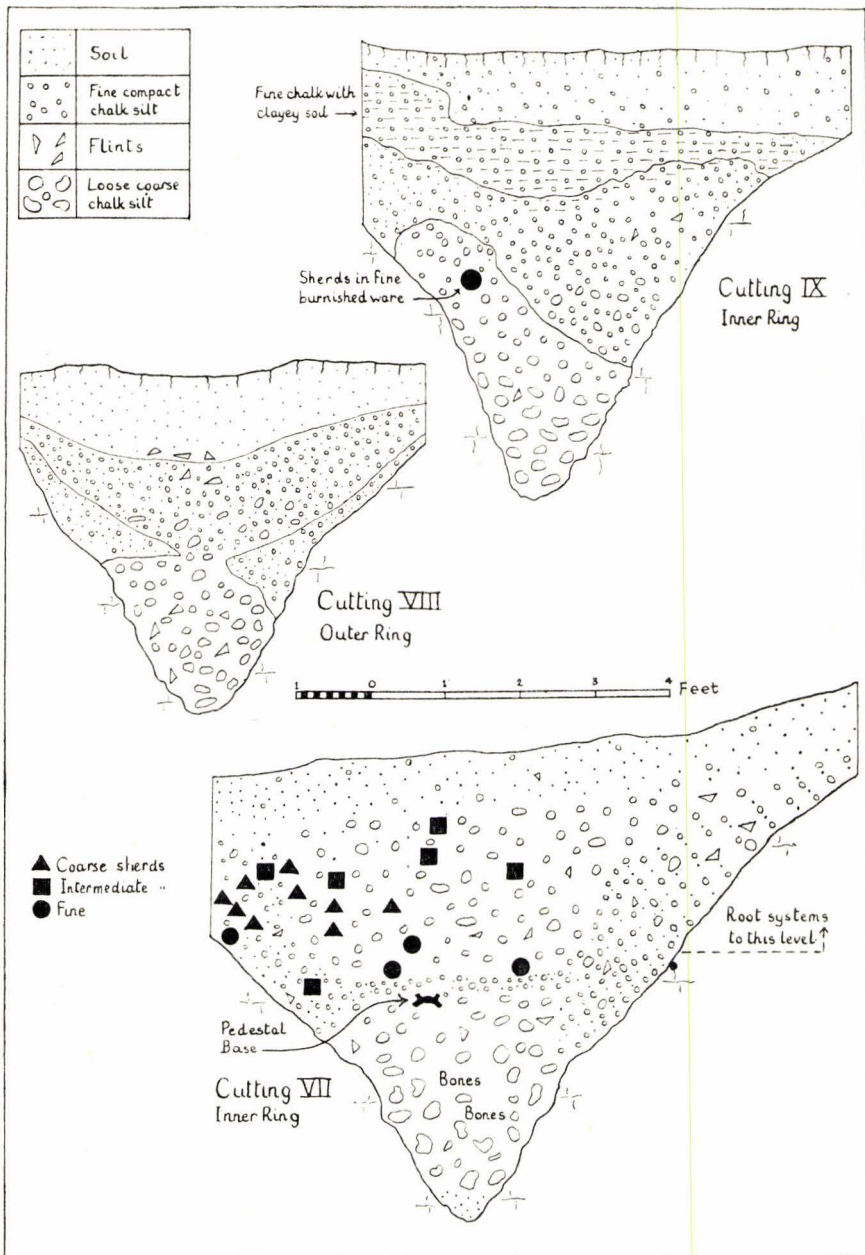 Soil
Fine compact
chalk silt
Flints
Loose coarse
chalk silt
Fine chalk with
clayey soil
Sherds in fine
burnished ware
Cutting IX
Inner Ring
Cutting VIII
Outer Ring
1 0 1 2 3 4 Feet
Coarse sherds
Intermediate "
Fine
Root systems
to this level
Pedestal
Base
Bones
Bones
Cutting VII
Inner Ring